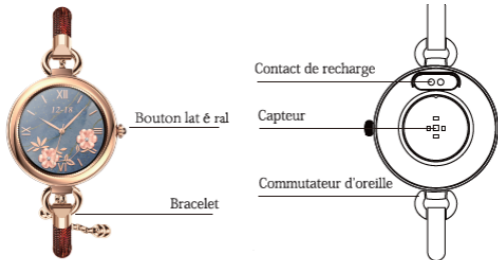 12-18
Bouton lat é ral
Bracelet
Contact de recharge
Capteur
Commutateur d'oreille